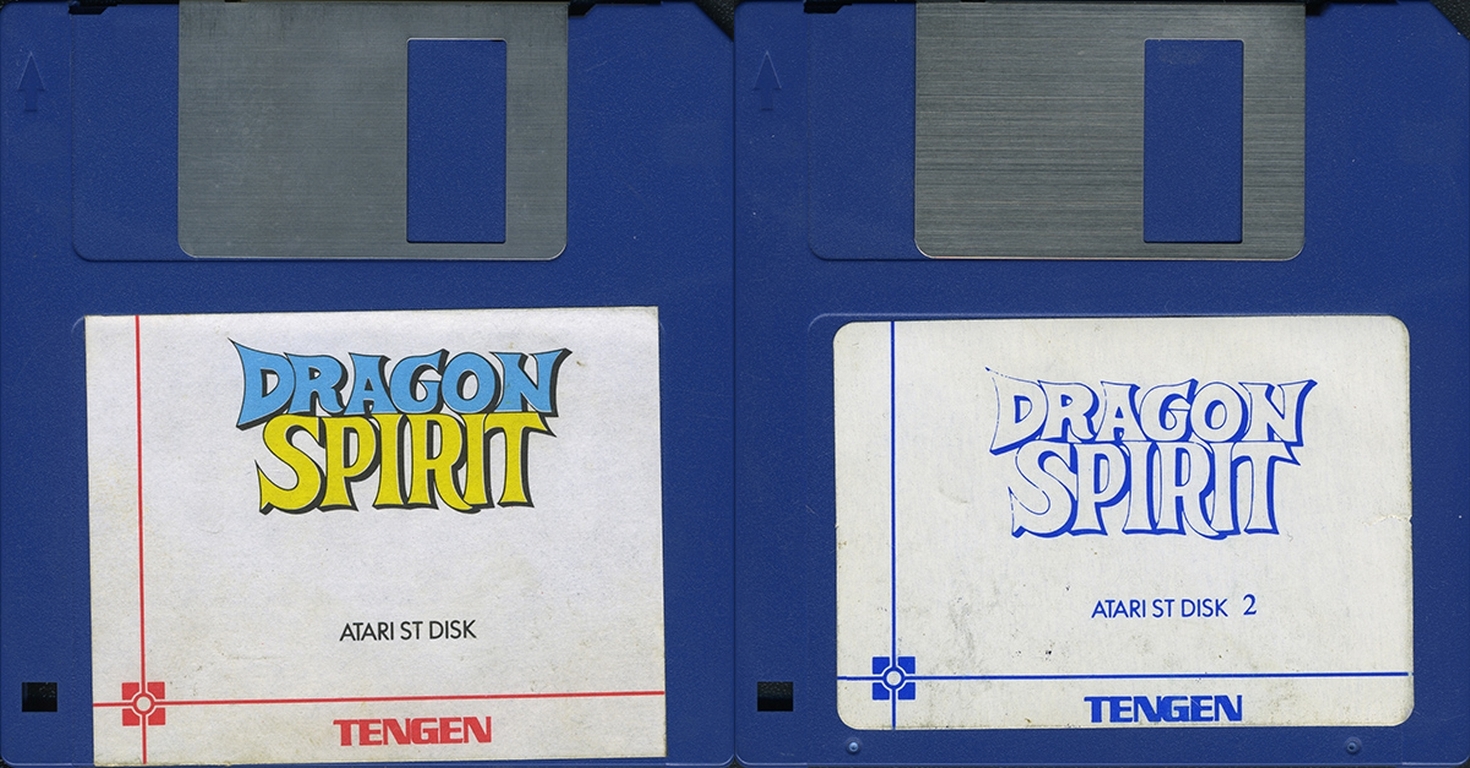 DRAGON
SPIRIT
ATARI ST DISK
TENGEN
DRAGON
SPIRIT
ATARI ST DISK 2
TENGEN